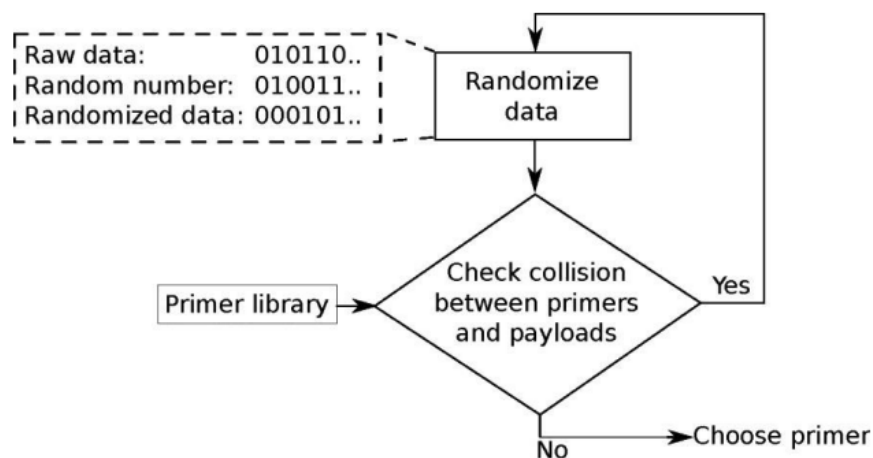 Raw data: 010110..
Random number: 010011..
Randomized data: 000101..
Randomize
data
Check collision
between primers
and payloads
Primer library
Yes
No
Choose primer